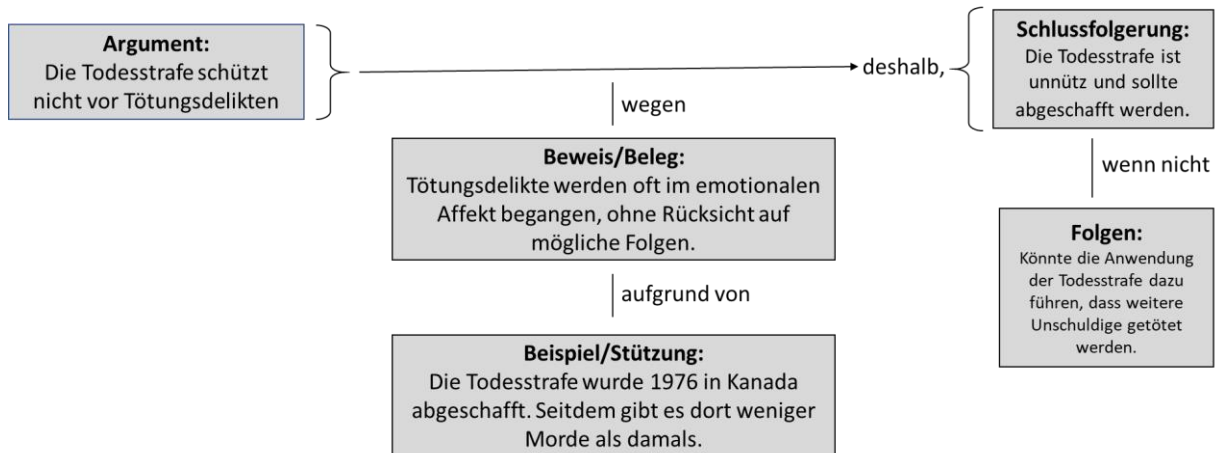 Argument:
Die Todesstrafe schützt
nicht vor Tötungsdelikten
deshalb,
Schlussfolgerung:
Die Todesstrafe ist
unnütz und sollte
abgeschafft werden.
wegen
Beweis/Beleg:
Tötungsdelikte werden oft im emotionalen
Affekt begangen, ohne Rücksicht auf
mögliche Folgen.
wenn nicht
Folgen:
Könnte die Anwendung
der Todesstrafe dazu
führen, dass weitere
Unschuldige getötet
werden.
aufgrund von
Beispiel/Stützung:
Die Todesstrafe wurde 1976 in Kanada
abgeschafft. Seitdem gibt es dort weniger
Morde als damals.